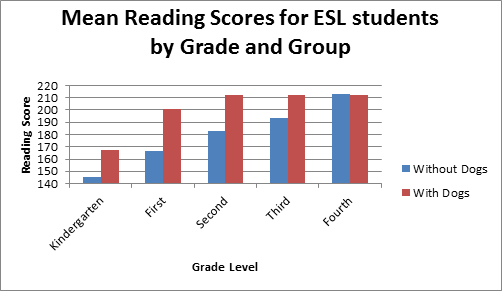 Mean Reading Scores for ESL students
by Grade and Group
220
210
200
190
180
170
160
150
140
Reading Score
Kindergarten
First
Second
Third
Fourth
Grade Level
Without Dogs
With Dogs